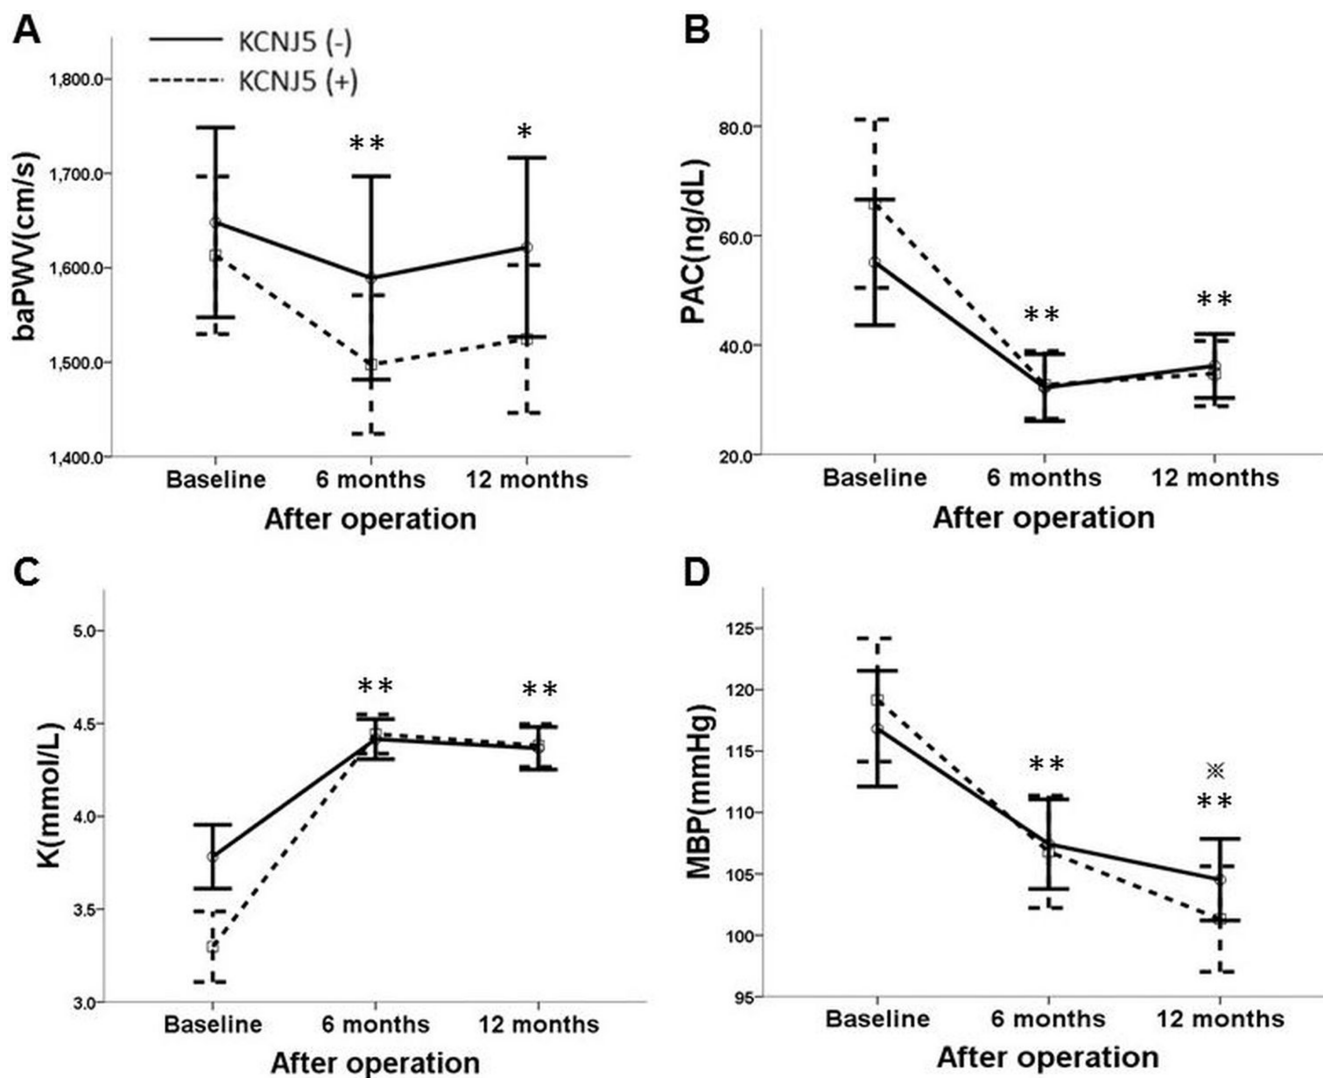 A
KCNJ5 (-)
KCNJ5 (+)
baPWV(cm/s)
1,800.0
1,700.0
1,600.0
1,500.0
1,400.0
**
*
Baseline 6 months 12 months
After operation
B
PAC(ng/dL)
80.0
60.0
40.0
20.0
**
**
Baseline 6 months 12 months
After operation
C
K(mmol/L)
5.0
4.5
4.0
3.5
3.0
**
**
Baseline 6 months 12 months
After operation
D
MBP(mmHg)
125
120
115
110
105
100
95
**
※
**
Baseline 6 months 12 months
After operation